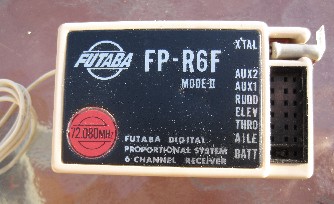 FUTABA
FP-R6F
MODE-II
XTAL
AUX2
AUX1
RUDD
ELEV
THRO
AILE
BATT
72.080MHz
FUTABA DIGITAL
PROPORTIONAL SYSTEM
6 CHANNEL RECEIVER